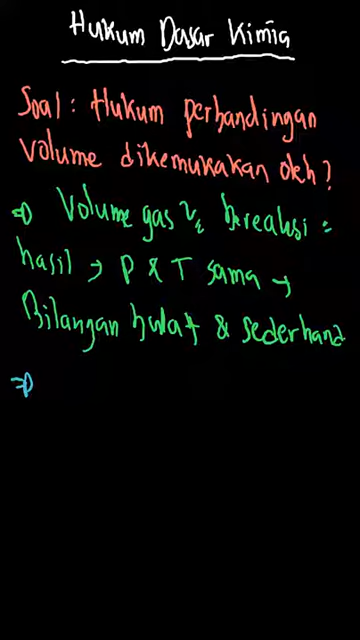 Hukum Dasar Kimia
Soal : Hukum perbandingan
volume dikemukakan oleh?
=> Volume gas2 bereaksi =
hasil → P & T sama →
Bilangan bulat & sederhana
=>